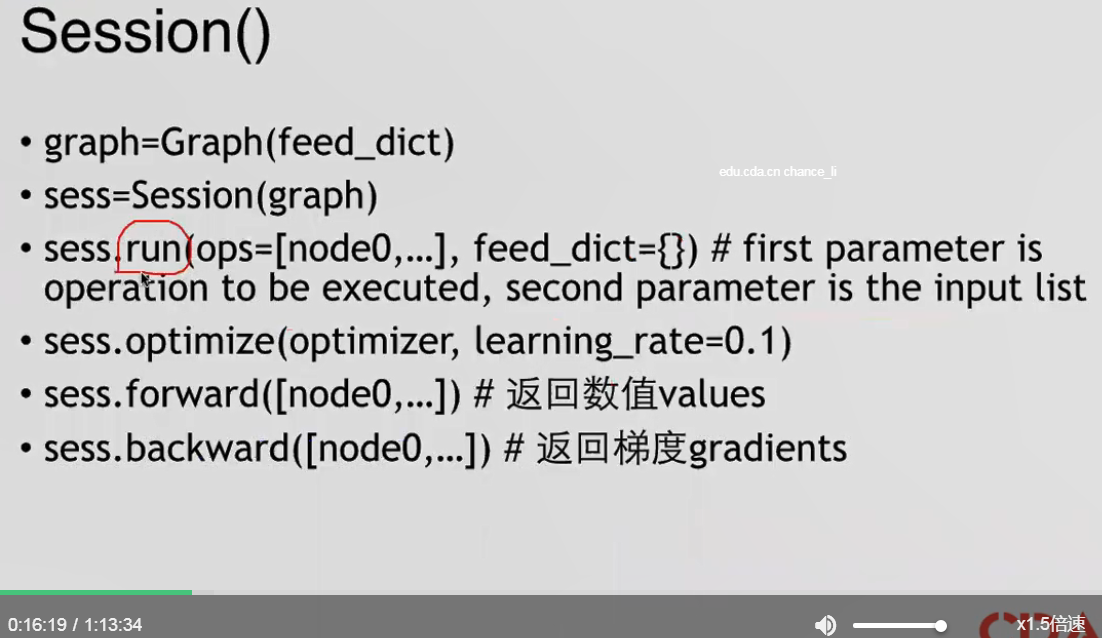 Session()
• graph=Graph(feed_dict)
edu.cda.cn chance_li
• sess=Session(graph)
• sess.run(ops=[node0,…], feed_dict={}) # first parameter is
operation to be executed, second parameter is the input list
• sess.optimize(optimizer, learning_rate=0.1)
• sess.forward([node0,…]) # 返回数值values
• sess.backward([node0,…]) # 返回梯度gradients
0:16:19 / 1:13:34
x1.5倍速